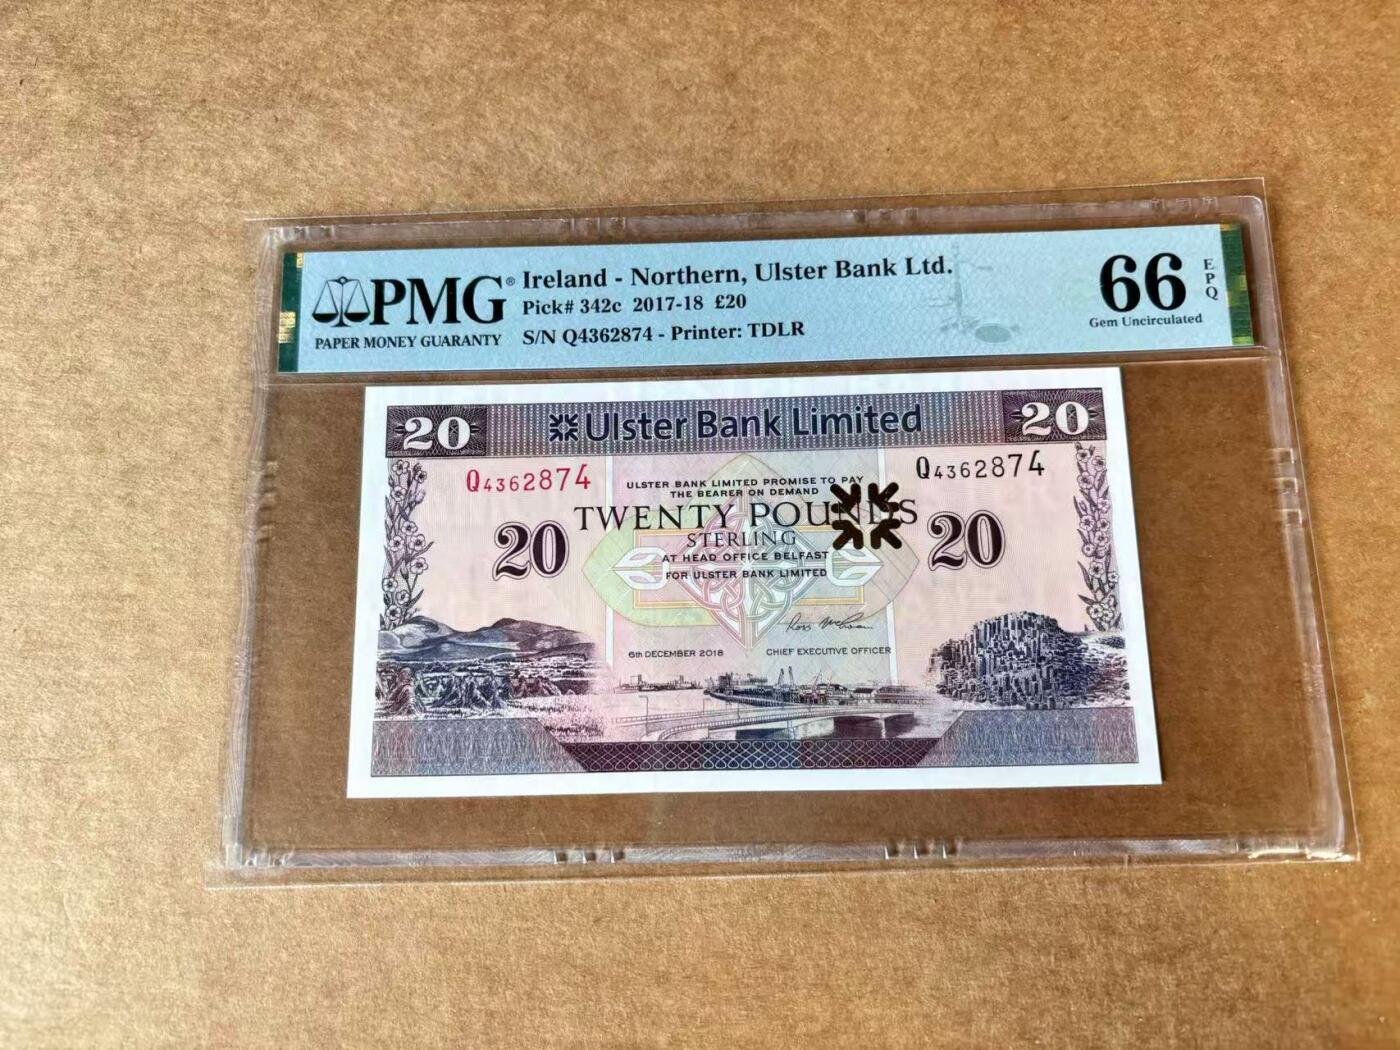 PMG®
PAPER MONEY GUARANTY
Ireland - Northern, Ulster Bank Ltd.
Pick# 342c 2017-18 £20
S/N Q4362874 - Printer: TDLR
66
EPQ
Gem Uncirculated
20 Ulster Bank Limited 20
Q4362874
Q4362874
ULSTER BANK LIMITED PROMISE TO PAY
THE BEARER ON DEMAND
TWENTY POUNDS
20 STERLING 20
AT HEAD OFFICE BELFAST
FOR ULSTER BANK LIMITED
6th DECEMBER 2018 CHIEF EXECUTIVE OFFICER